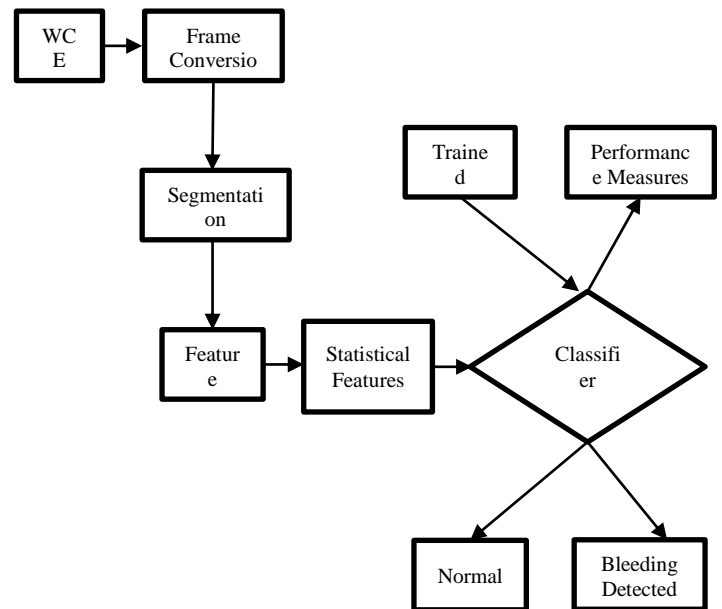 WC
E
Frame
Conversio
Segmentati
on
Featur
e
Statistical
Features
Traine
d
Performanc
e Measures
Classifi
er
Normal
Bleeding
Detected